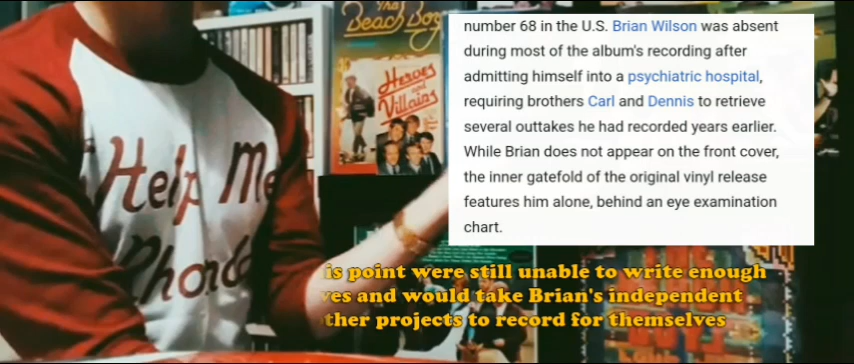 The
Beach Boys
Heroes
and
Villains
Help Me
Rhonda
number 68 in the U.S. Brian Wilson was absent
during most of the album's recording after
admitting himself into a psychiatric hospital,
requiring brothers Carl and Dennis to retrieve
several outtakes he had recorded years earlier.
While Brian does not appear on the front cover,
the inner gatefold of the original vinyl release
features him alone, behind an eye examination
chart.
is point were still unable to write enough
ves and would take Brian's independent
ther projects to record for themselves